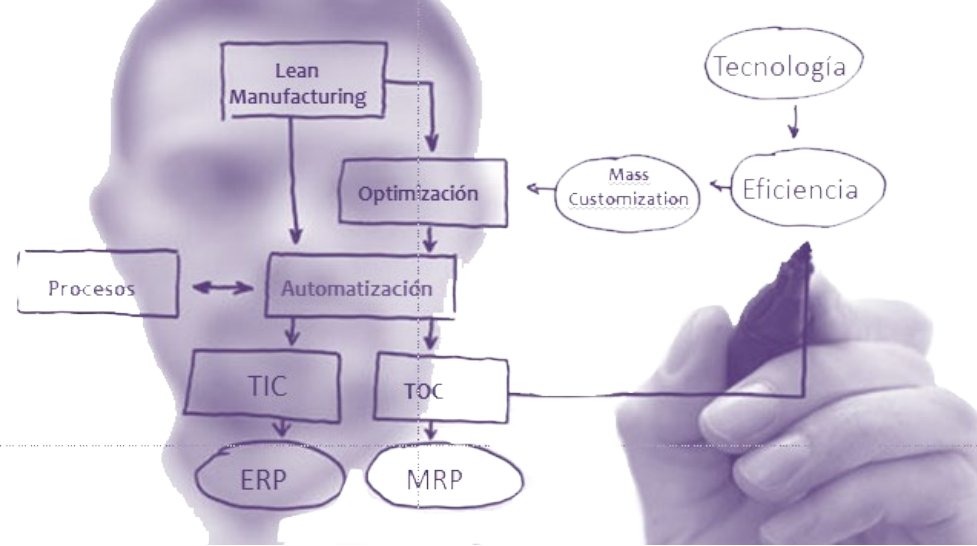 Lean
Manufacturing
Tecnología
Optimización
Mass
Customization
Eficiencia
Procesos
Automatización
TIC
TOC
ERP
MRP